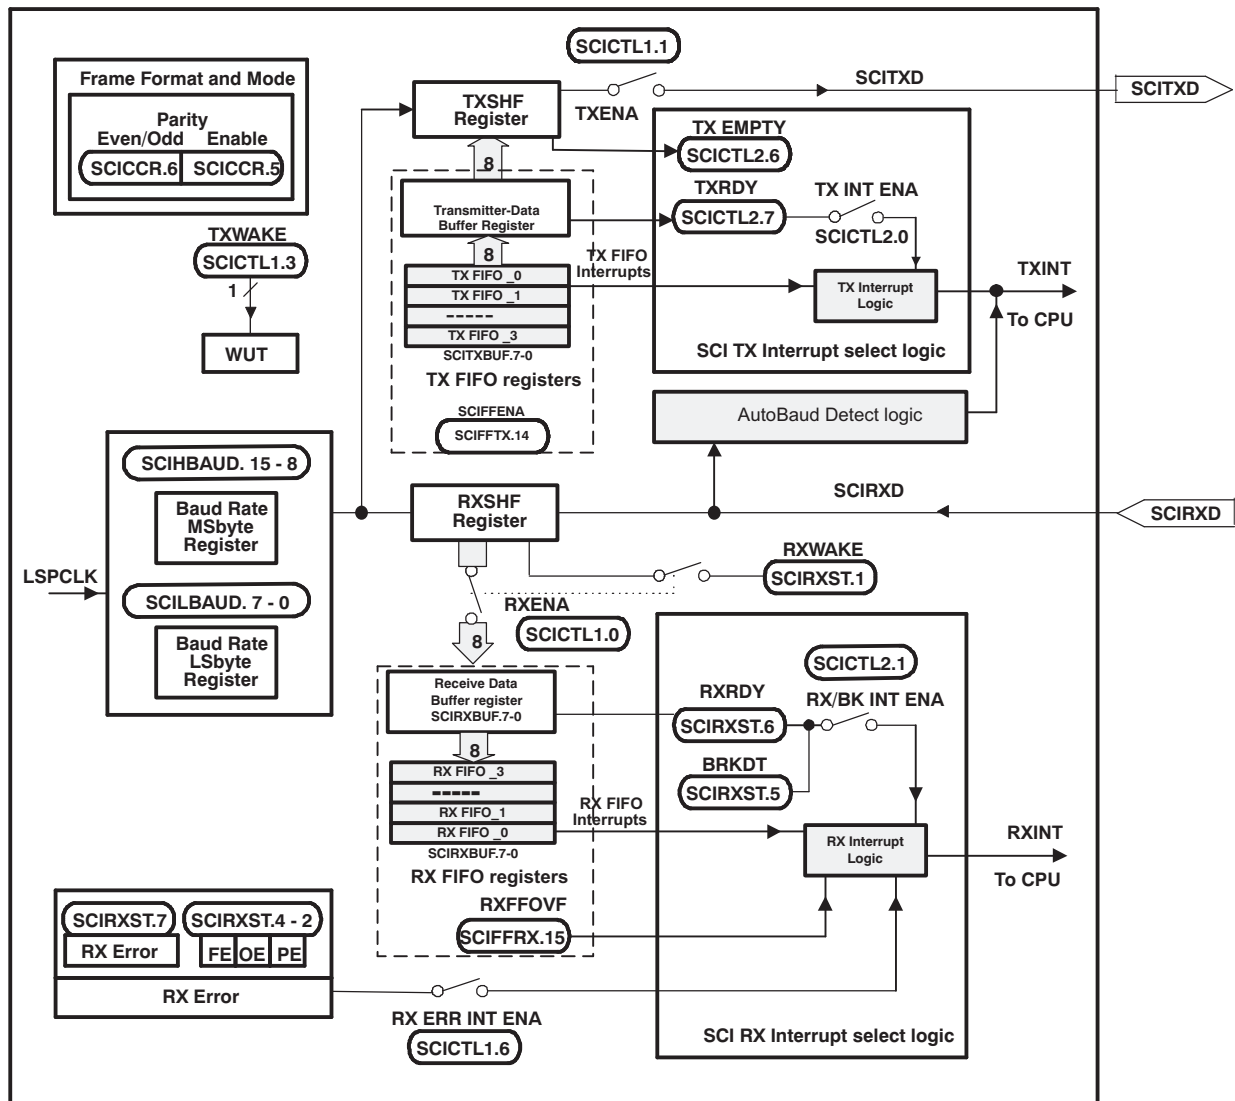 SCICTL1.1
Frame Format and Mode
Parity
Even/Odd Enable
SCICCR.6 SCICCR.5
TXSHF
Register
TXENA
SCITXD
SCITXD
8
TX EMPTY
SCICTL2.6
TXRDY
SCICTL2.7
TX INT ENA
SCICTL2.0
Transmitter-Data
Buffer Register
8
TX FIFO
Interrupts
TX FIFO _0
TX FIFO _1
-----
TX FIFO _3
SCITXBUF.7-0
TX FIFO registers
SCIFFENA
SCIFFTX.14
TX Interrupt
Logic
TXINT
To CPU
SCI TX Interrupt select logic
TXWAKE
SCICTL1.3
1
WUT
AutoBaud Detect logic
SCIHBAUD. 15 - 8
Baud Rate
MSbyte
Register
LSPCLK
SCILBAUD. 7 - 0
Baud Rate
LSbyte
Register
RXSHF
Register
SCIRXD
SCIRXD
RXWAKE
SCIRXST.1
RXENA
SCICTL1.0
8
Receive Data
Buffer register
SCIRXBUF.7-0
8
RX FIFO _3
-----
RX FIFO_1
RX FIFO _0
SCIRXBUF.7-0
RX FIFO registers
RX FIFO
Interrupts
RXFFOVF
SCIFFRX.15
SCICTL2.1
RXRDY
RX/BK INT ENA
SCIRXST.6
BRKDT
SCIRXST.5
RX Interrupt
Logic
RXINT
To CPU
SCI RX Interrupt select logic
SCIRXST.7
SCIRXST.4 - 2
RX Error
FE OE PE
RX Error
RX ERR INT ENA
SCICTL1.6